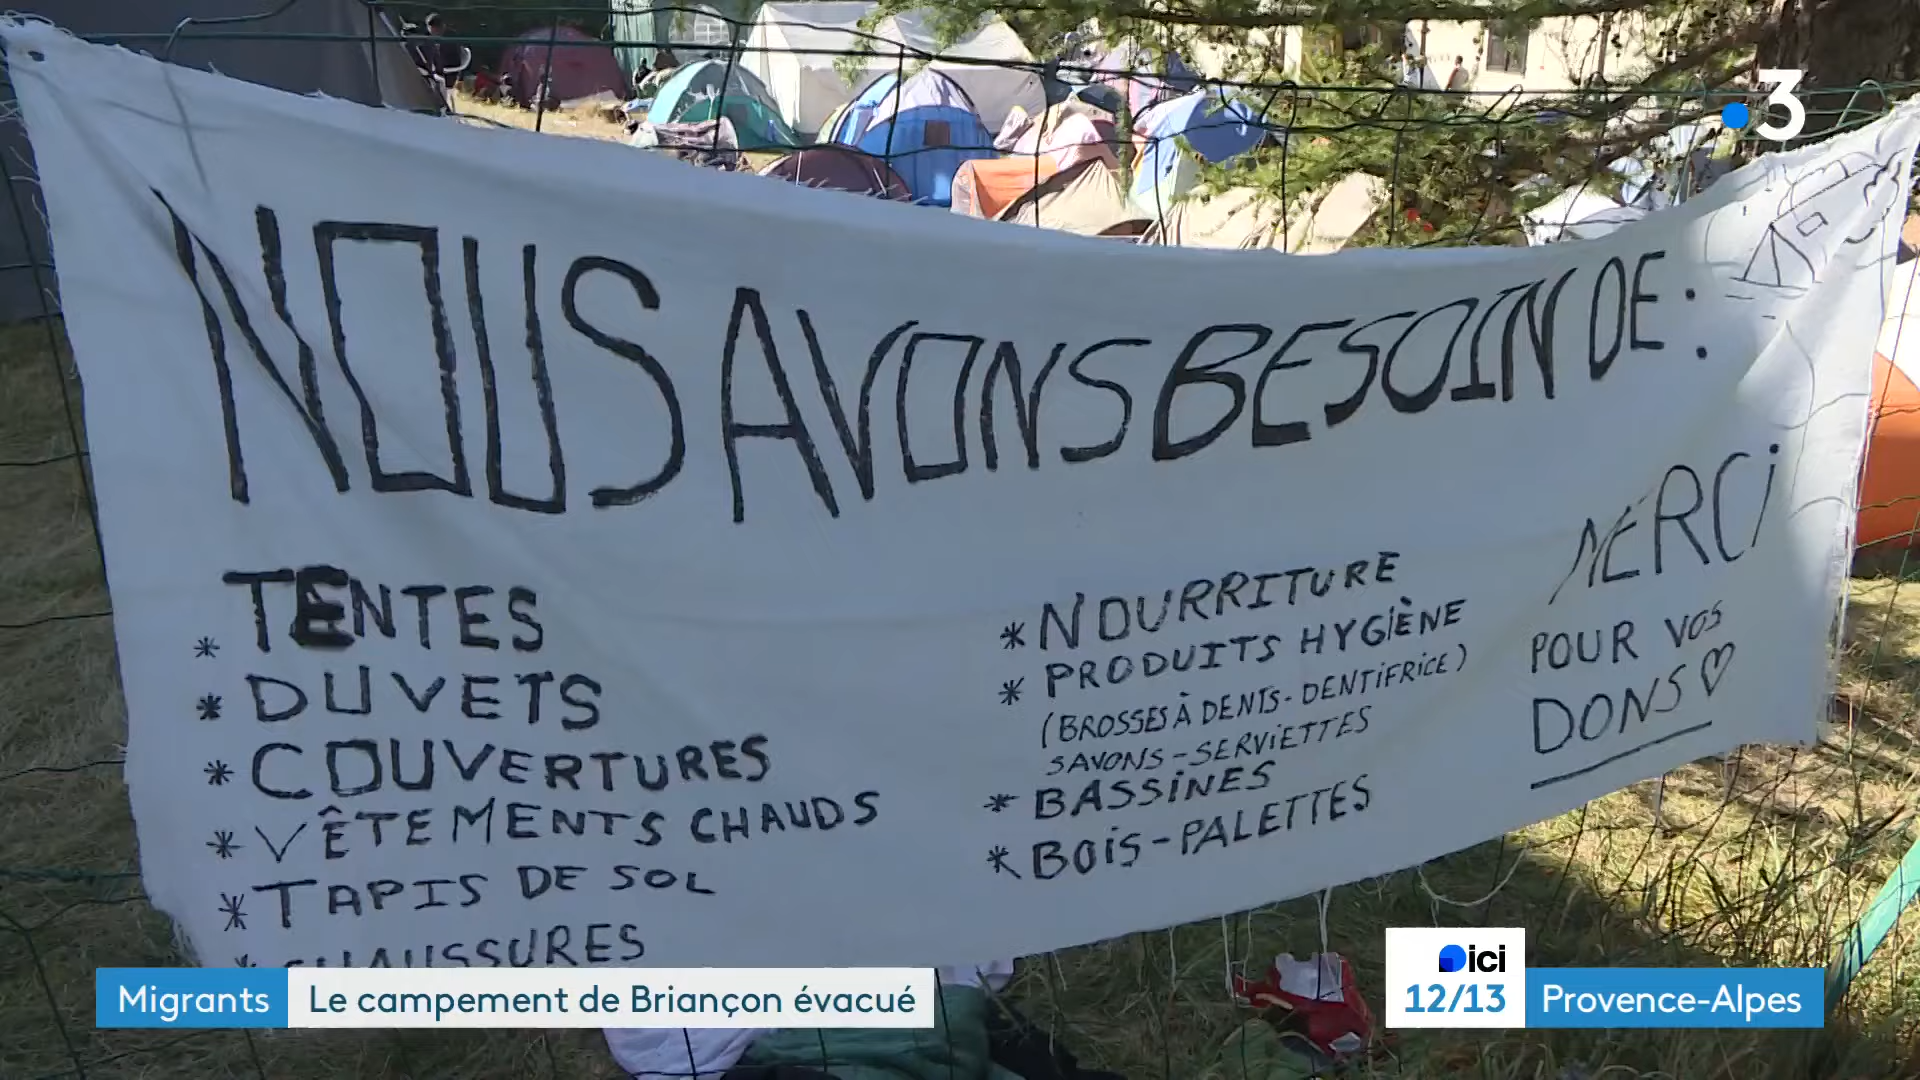 3
NOUS AVONS BESOIN DE :
* TENTES
* DUVETS
* COUVERTURES
* VÊTEMENTS CHAUDS
* TAPIS DE SOL
* CHAUSSURES
* NOURRITURE
* PRODUITS HYGIÈNE
(BROSSES À DENTS - DENTIFRICE)
SAVONS - SERVIETTES
* BASSINES
* BOIS - PALETTES
MERCI
POUR VOS
DONS ♡
Migrants Le campement de Briançon évacué
ici
12/13 Provence-Alpes